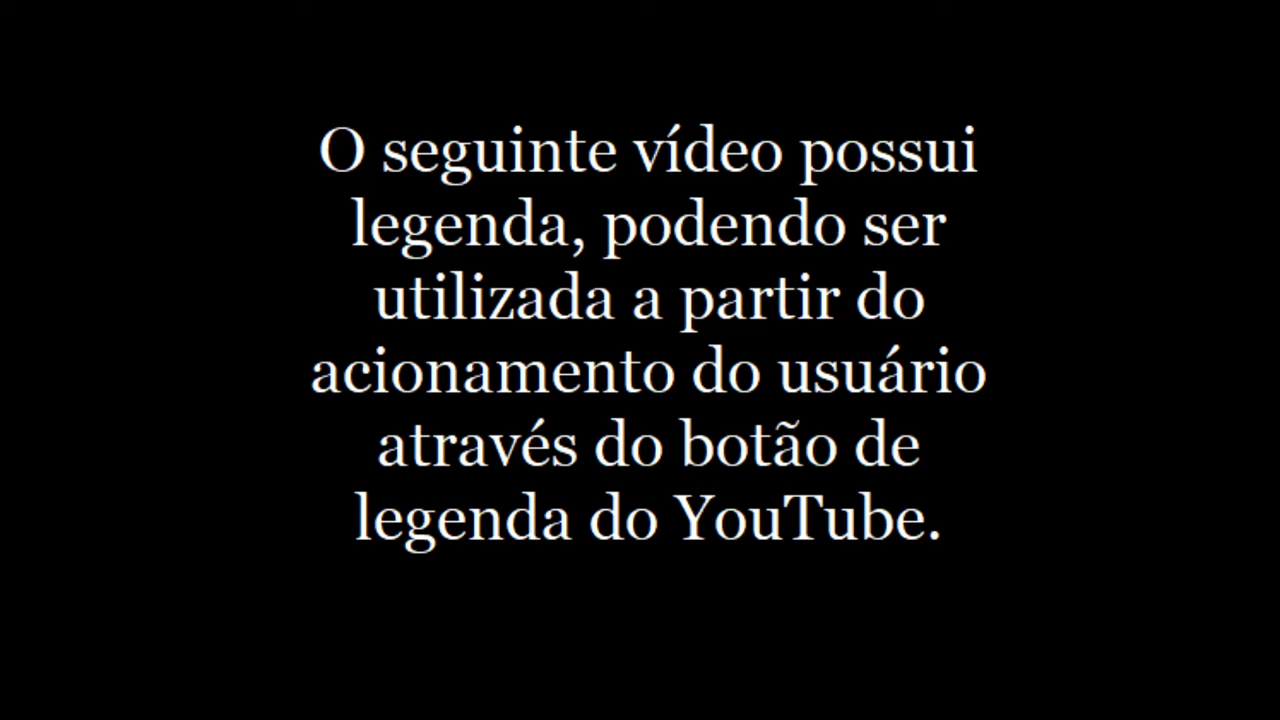 O seguinte vídeo possui
legenda, podendo ser
utilizada a partir do
acionamento do usuário
através do botão de
legenda do YouTube.